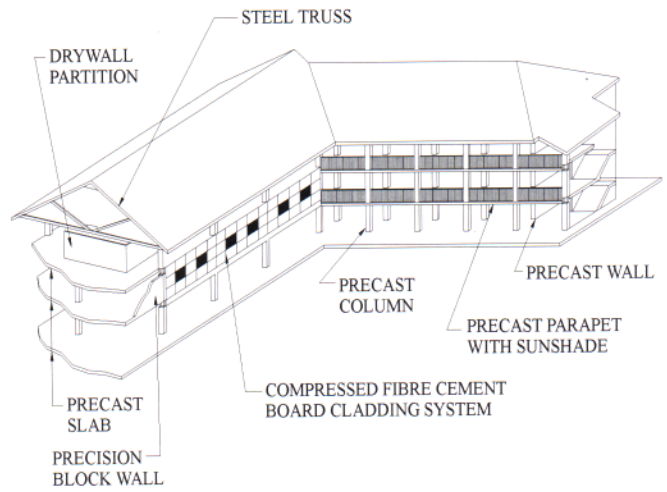 STEEL TRUSS
DRYWALL
PARTITION
PRECAST WALL
PRECAST
COLUMN
PRECAST PARAPET
WITH SUNSHADE
COMPRESSED FIBRE CEMENT
BOARD CLADDING SYSTEM
PRECAST
SLAB
PRECISION
BLOCK WALL